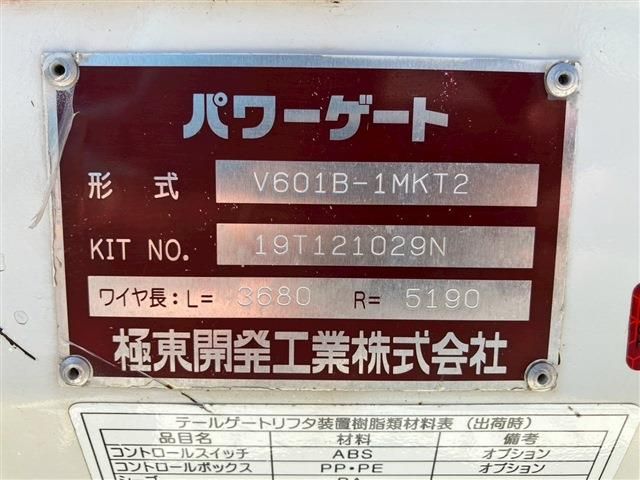 パワーゲート
形式 V601B-1MKT2
KIT NO. 19T121029N
ワイヤ長:L= 3680 R= 5190
極東開発工業株式会社
テールゲートリフタ装置樹脂類材料表(出荷時)
品目名 材料 備考
コントロールスイッチ ABS オプション
コントロールボックス PP・PE オプション